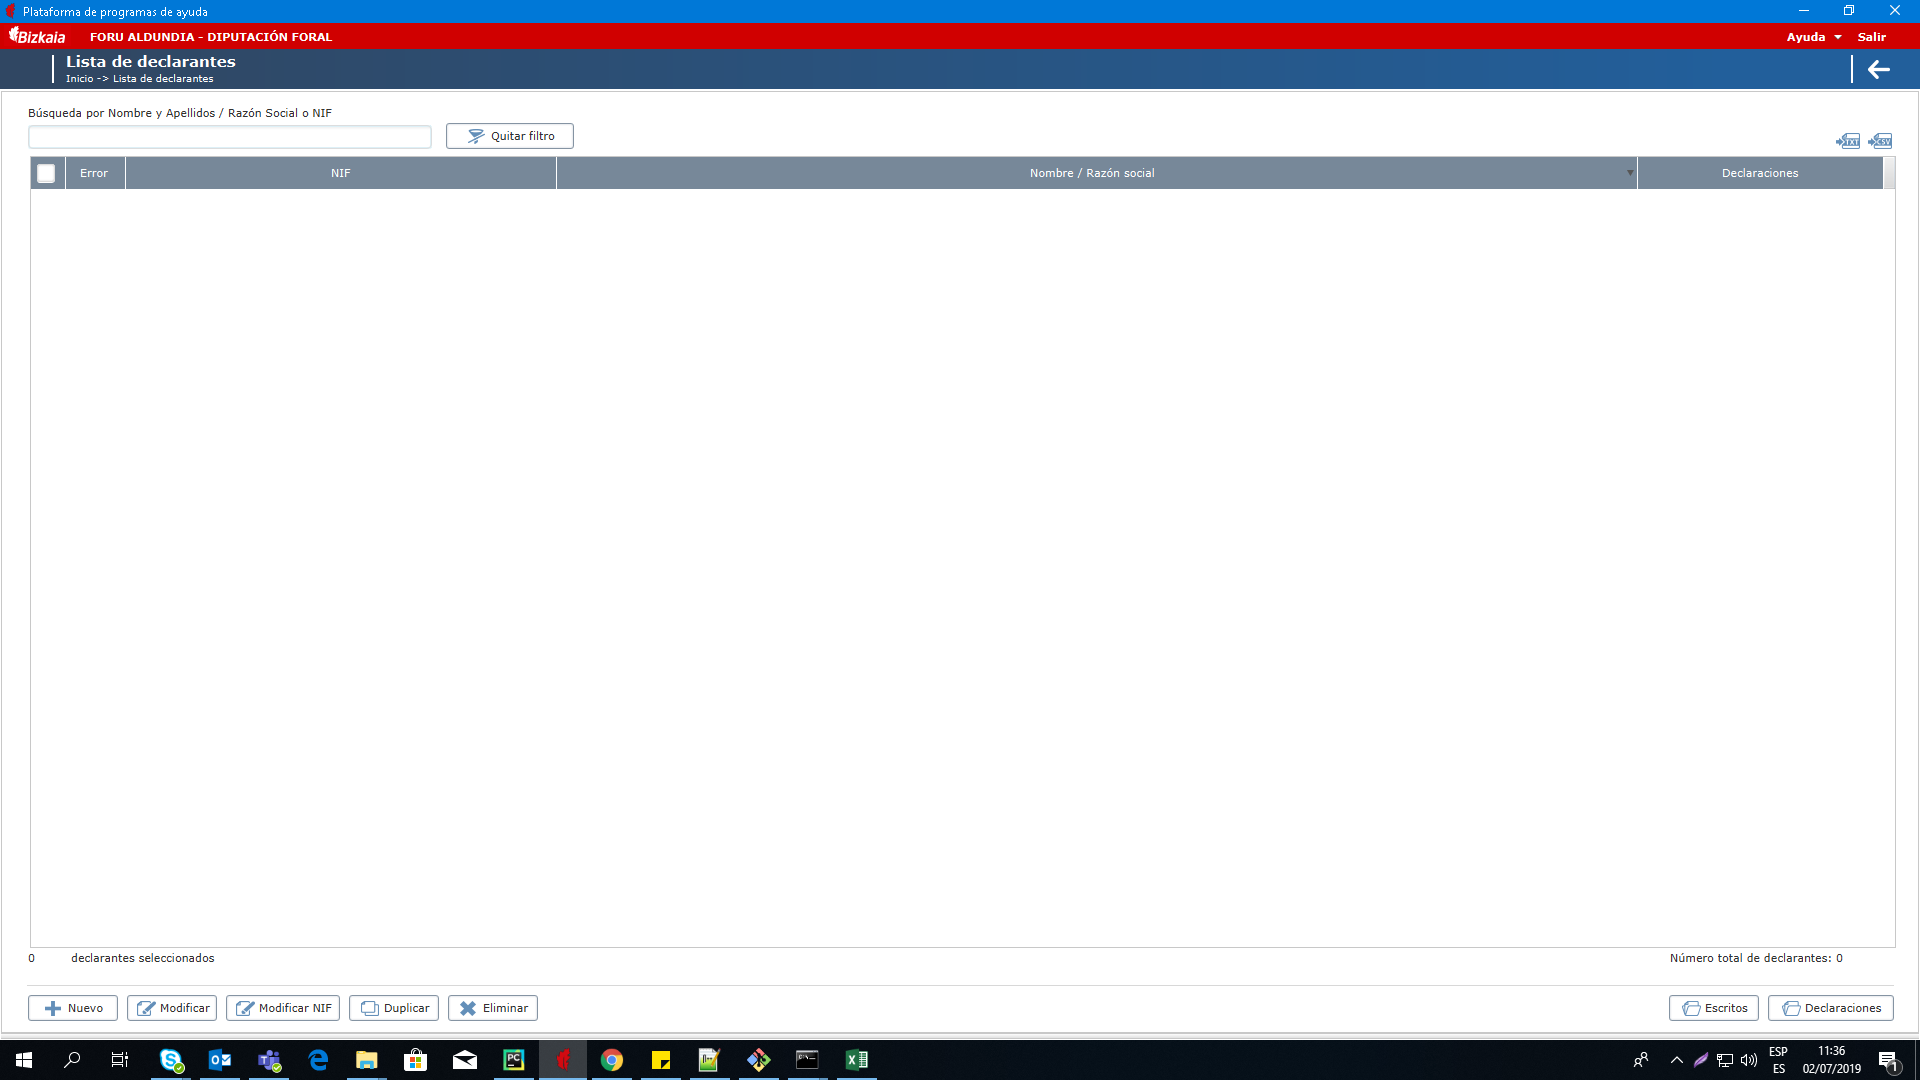 Plataforma de programas de ayuda
Bizkaia FORU ALDUNDIA - DIPUTACIÓN FORAL Ayuda Salir
Lista de declarantes
Inicio -> Lista de declarantes
Búsqueda por Nombre y Apellidos / Razón Social o NIF
Quitar filtro TXT CSV
Error NIF Nombre / Razón social Declaraciones
0 declarantes seleccionados Número total de declarantes: 0
Nuevo Modificar Modificar NIF Duplicar Eliminar Escritos Declaraciones
ESP 11:36
ES 02/07/2019 1